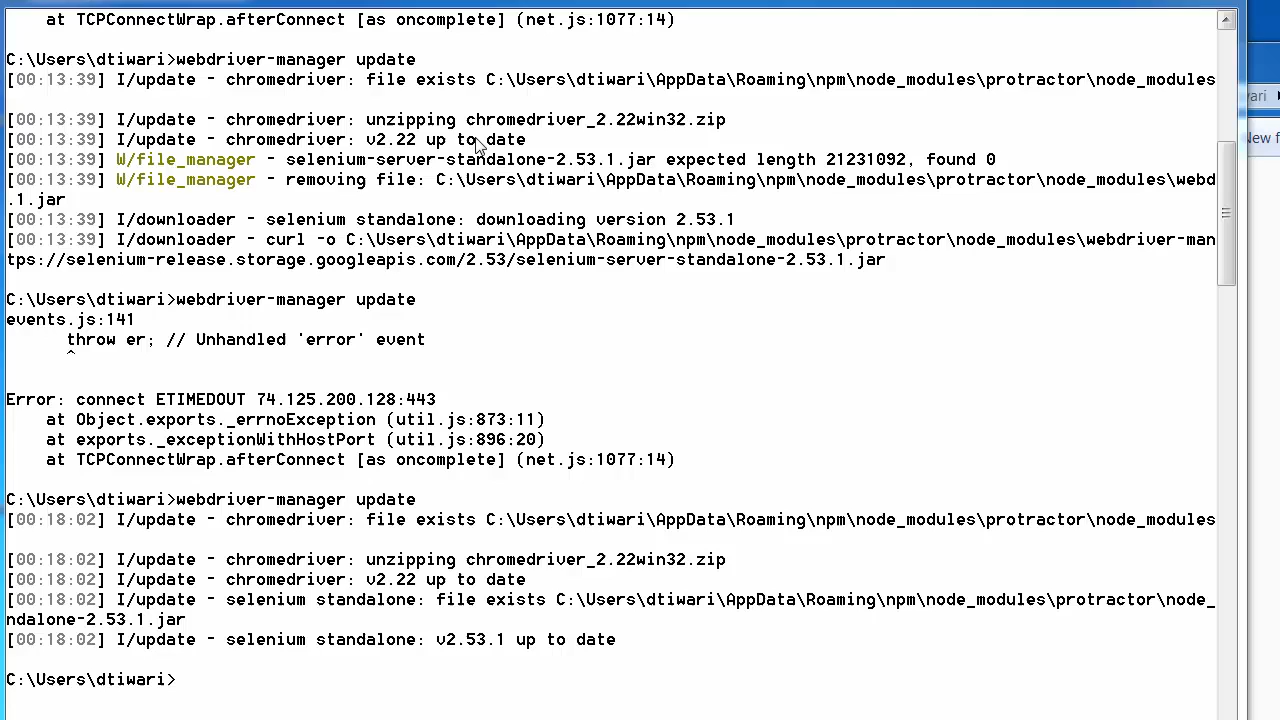 at TCPConnectWrap.afterConnect [as oncomplete] (net.js:1077:14)
C:\Users\dtiwari>webdriver-manager update
[00:13:39] I/update - chromedriver: file exists C:\Users\dtiwari\AppData\Roaming\npm\node_modules\protractor\node_modules
[00:13:39] I/update - chromedriver: unzipping chromedriver_2.22win32.zip
[00:13:39] I/update - chromedriver: v2.22 up to date
[00:13:39] W/file_manager - selenium-server-standalone-2.53.1.jar expected length 21231092, found 0
[00:13:39] W/file_manager - removing file: C:\Users\dtiwari\AppData\Roaming\npm\node_modules\protractor\node_modules\webd
.1.jar
[00:13:39] I/downloader - selenium standalone: downloading version 2.53.1
[00:13:39] I/downloader - curl -o C:\Users\dtiwari\AppData\Roaming\npm\node_modules\protractor\node_modules\webdriver-man
tps://selenium-release.storage.googleapis.com/2.53/selenium-server-standalone-2.53.1.jar
C:\Users\dtiwari>webdriver-manager update
events.js:141
throw er; // Unhandled 'error' event
^
Error: connect ETIMEDOUT 74.125.200.128:443
at Object.exports._errnoException (util.js:873:11)
at exports._exceptionWithHostPort (util.js:896:20)
at TCPConnectWrap.afterConnect [as oncomplete] (net.js:1077:14)
C:\Users\dtiwari>webdriver-manager update
[00:18:02] I/update - chromedriver: file exists C:\Users\dtiwari\AppData\Roaming\npm\node_modules\protractor\node_modules
[00:18:02] I/update - chromedriver: unzipping chromedriver_2.22win32.zip
[00:18:02] I/update - chromedriver: v2.22 up to date
[00:18:02] I/update - selenium standalone: file exists C:\Users\dtiwari\AppData\Roaming\npm\node_modules\protractor\node_
ndalone-2.53.1.jar
[00:18:02] I/update - selenium standalone: v2.53.1 up to date
C:\Users\dtiwari>
wari
New f